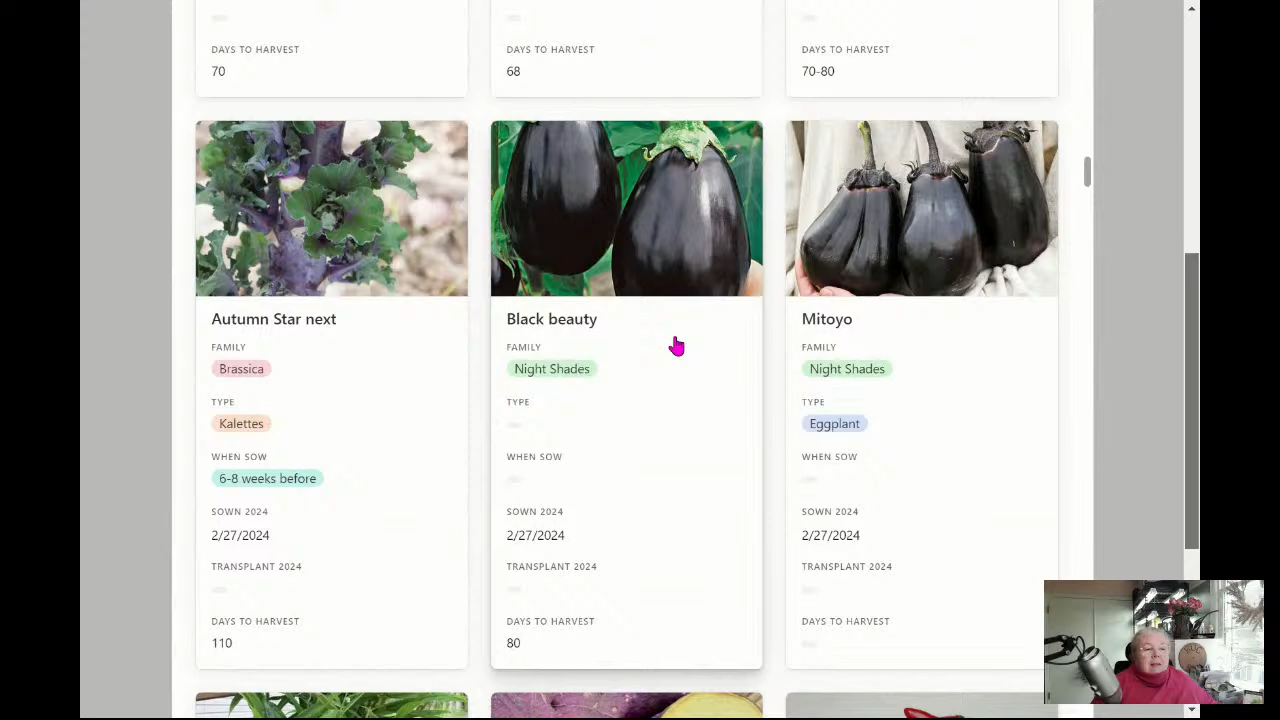 DAYS TO HARVEST
70
DAYS TO HARVEST
68
DAYS TO HARVEST
70-80
Autumn Star next
FAMILY
Brassica
TYPE
Kalettes
WHEN SOW
6-8 weeks before
SOWN 2024
2/27/2024
TRANSPLANT 2024
DAYS TO HARVEST
110
Black beauty
FAMILY
Night Shades
TYPE
WHEN SOW
SOWN 2024
2/27/2024
TRANSPLANT 2024
DAYS TO HARVEST
80
Mitoyo
FAMILY
Night Shades
TYPE
Eggplant
WHEN SOW
SOWN 2024
2/27/2024
TRANSPLANT 2024
DAYS TO HARVEST